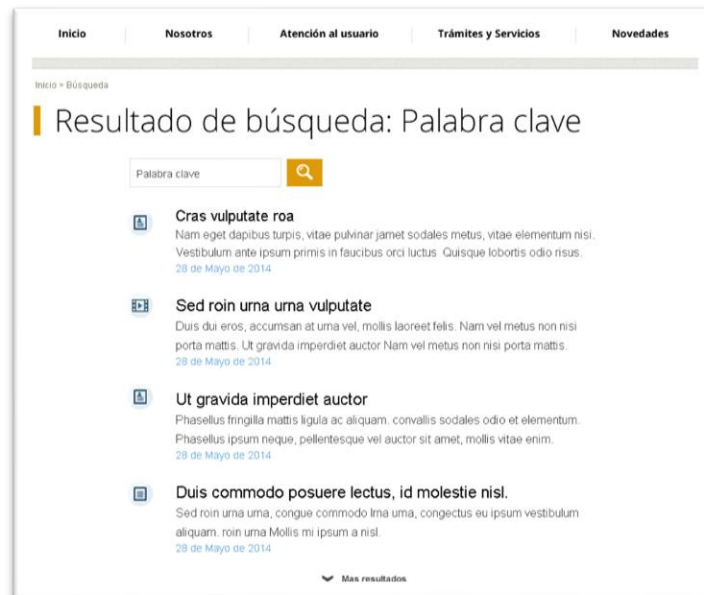 Inicio Nosotros Atención al usuario Trámites y Servicios Novedades
Inicio > Búsqueda
Resultado de búsqueda: Palabra clave
Palabra clave
Cras vulputate roa
Nam eget dapibus turpis, vitae pulvinar jamet sodales metus, vitae elementum nisi.
Vestibulum ante ipsum primis in faucibus orci luctus Quisque lobortis odio risus.
28 de Mayo de 2014
Sed roin urna urna vulputate
Duis dui eros, accumsan at urna vel, mollis laoreet felis. Nam vel metus non nisi
porta mattis. Ut gravida imperdiet auctor Nam vel metus non nisi porta mattis.
28 de Mayo de 2014
Ut gravida imperdiet auctor
Phasellus fringilla mattis ligula ac aliquam. convallis sodales odio et elementum.
Phasellus ipsum neque, pellentesque vel auctor sit amet, mollis vitae enim.
28 de Mayo de 2014
Duis commodo posuere lectus, id molestie nisl.
Sed roin urna urna, congue commodo Irna urna, congectus eu ipsum vestibulum
aliquam. roin urna Mollis mi ipsum a nisl.
28 de Mayo de 2014
Mas resultados